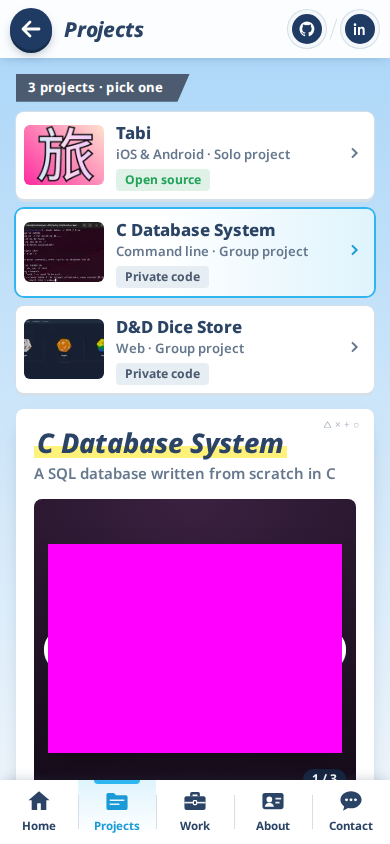 Projects
in
3 projects · pick one
旅
Tabi
iOS & Android · Solo project
Open source
C Database System
Command line · Group project
Private code
D&D Dice Store
Web · Group project
Private code
C Database System
A SQL database written from scratch in C
1 / 3
Home
Projects
Work
About
Contact